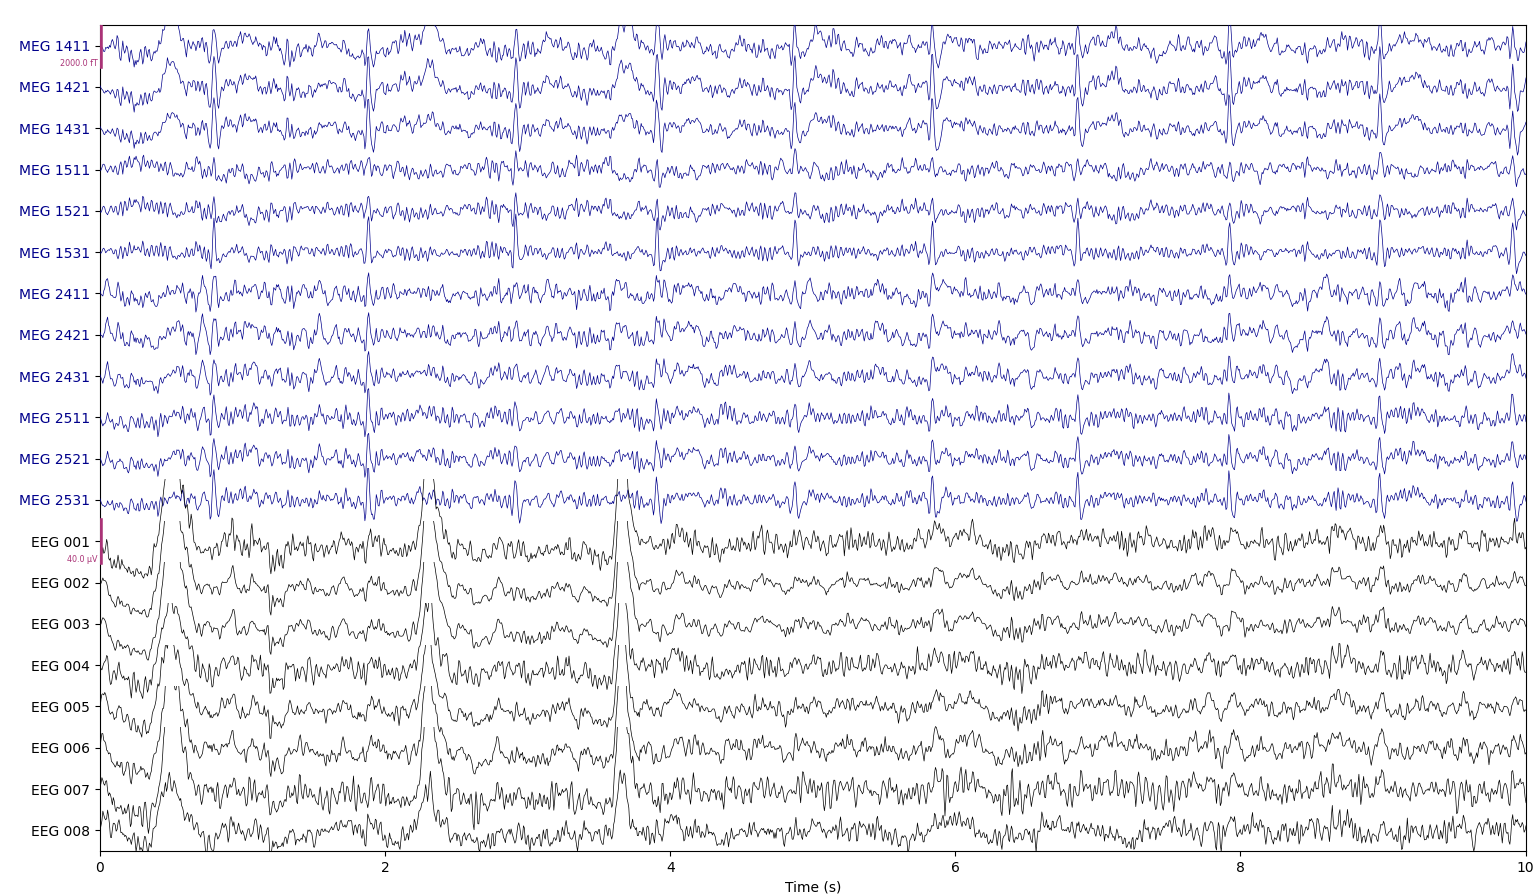 MEG 1411
2000.0 fT
MEG 1421
MEG 1431
MEG 1511
MEG 1521
MEG 1531
MEG 2411
MEG 2421
MEG 2431
MEG 2511
MEG 2521
MEG 2531
EEG 001
40.0 µV
EEG 002
EEG 003
EEG 004
EEG 005
EEG 006
EEG 007
EEG 008
0 2 4 6 8 10
Time (s)